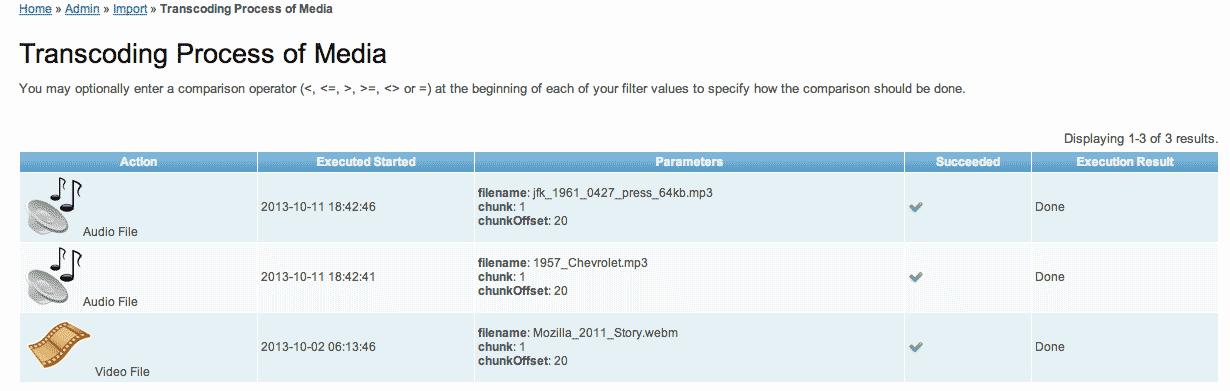 Home » Admin » Import » Transcoding Process of Media
Transcoding Process of Media
You may optionally enter a comparison operator (<, <=, >, >=, <> or =) at the beginning of each of your filter values to specify how the comparison should be done.
Displaying 1-3 of 3 results.
Action Executed Started Parameters Succeeded Execution Result
filename: jfk_1961_0427_press_64kb.mp3
2013-10-11 18:42:46 chunk: 1 Done
chunkOffset: 20
Audio File
filename: 1957_Chevrolet.mp3
2013-10-11 18:42:41 chunk: 1 Done
chunkOffset: 20
Audio File
filename: Mozilla_2011_Story.webm
2013-10-02 06:13:46 chunk: 1 Done
chunkOffset: 20
Video File